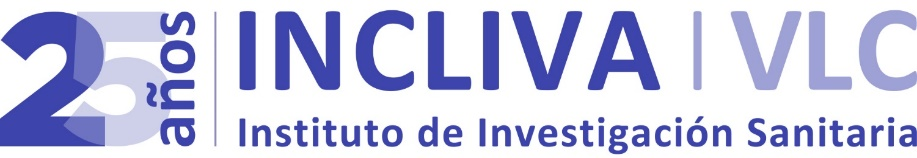 25 años
INCLIVA | VLC
Instituto de Investigación Sanitaria